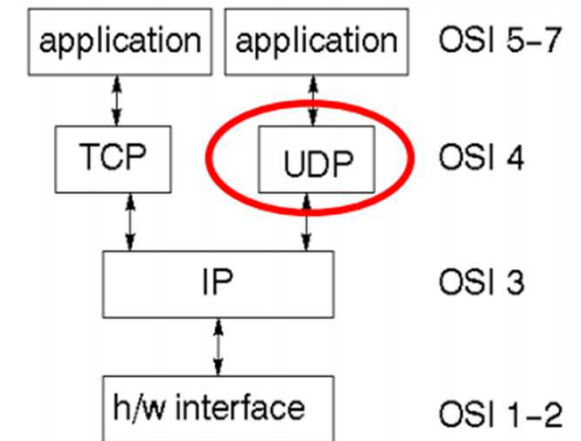 application application OSI 5–7
TCP UDP OSI 4
IP OSI 3
h/w interface OSI 1–2